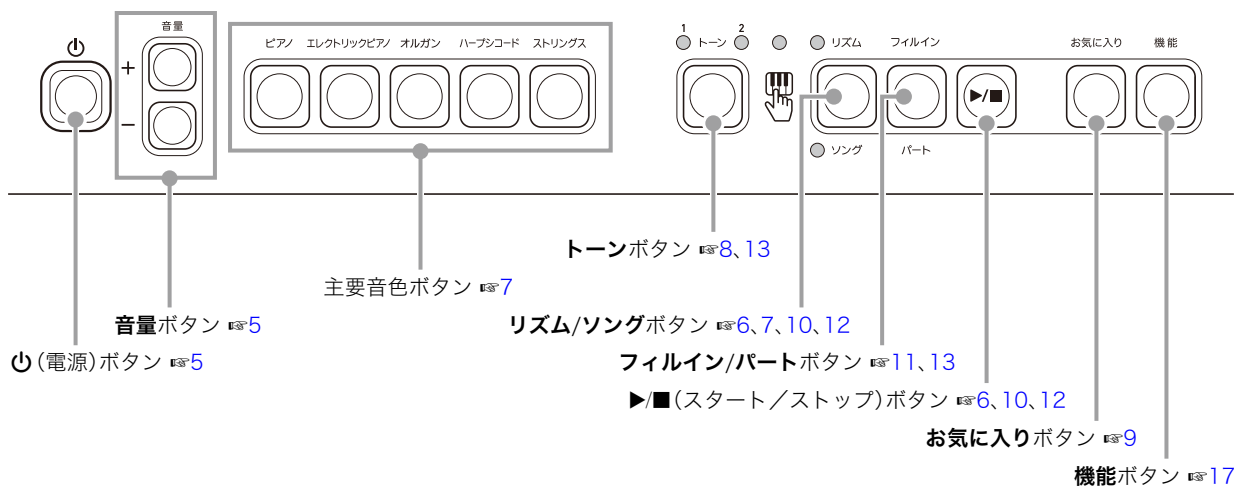 音量
+
−
ピアノ エレクトリックピアノ オルガン ハープシコード ストリングス
1 2
トーン
リズム フィルイン
お気に入り 機能
▶/■
ソング パート
トーンボタン ☞8、13
主要音色ボタン ☞7
音量ボタン ☞5
リズム/ソングボタン ☞6、7、10、12
⏻(電源)ボタン ☞5
フィルイン/パートボタン ☞11、13
▶/■(スタート/ストップ)ボタン ☞6、10、12
お気に入りボタン ☞9
機能ボタン ☞17